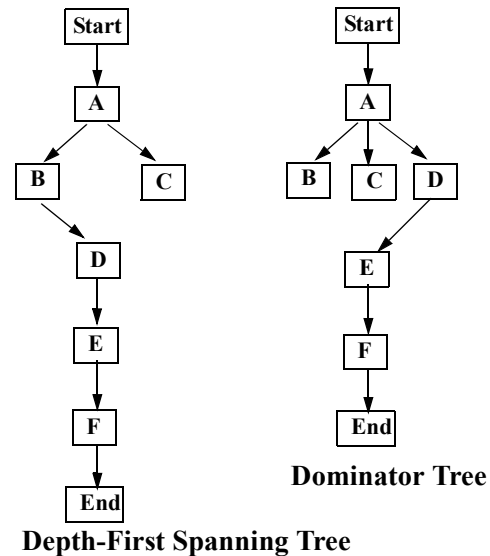 Start
A
B
C
D
E
F
End
Depth-First Spanning Tree
Start
A
B
C
D
E
F
End
Dominator Tree